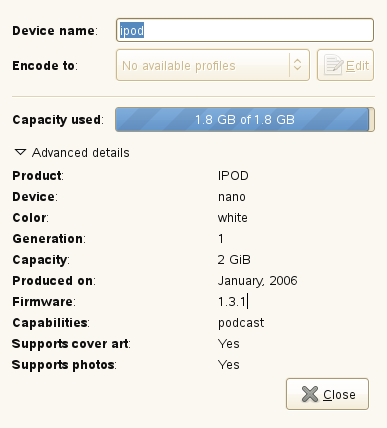 Device name: ipod
Encode to: No available profiles Edit
Capacity used: 1.8 GB of 1.8 GB
Advanced details
Product: IPOD
Device: nano
Color: white
Generation: 1
Capacity: 2 GiB
Produced on: January, 2006
Firmware: 1.3.1
Capabilities: podcast
Supports cover art: Yes
Supports photos: Yes
Close